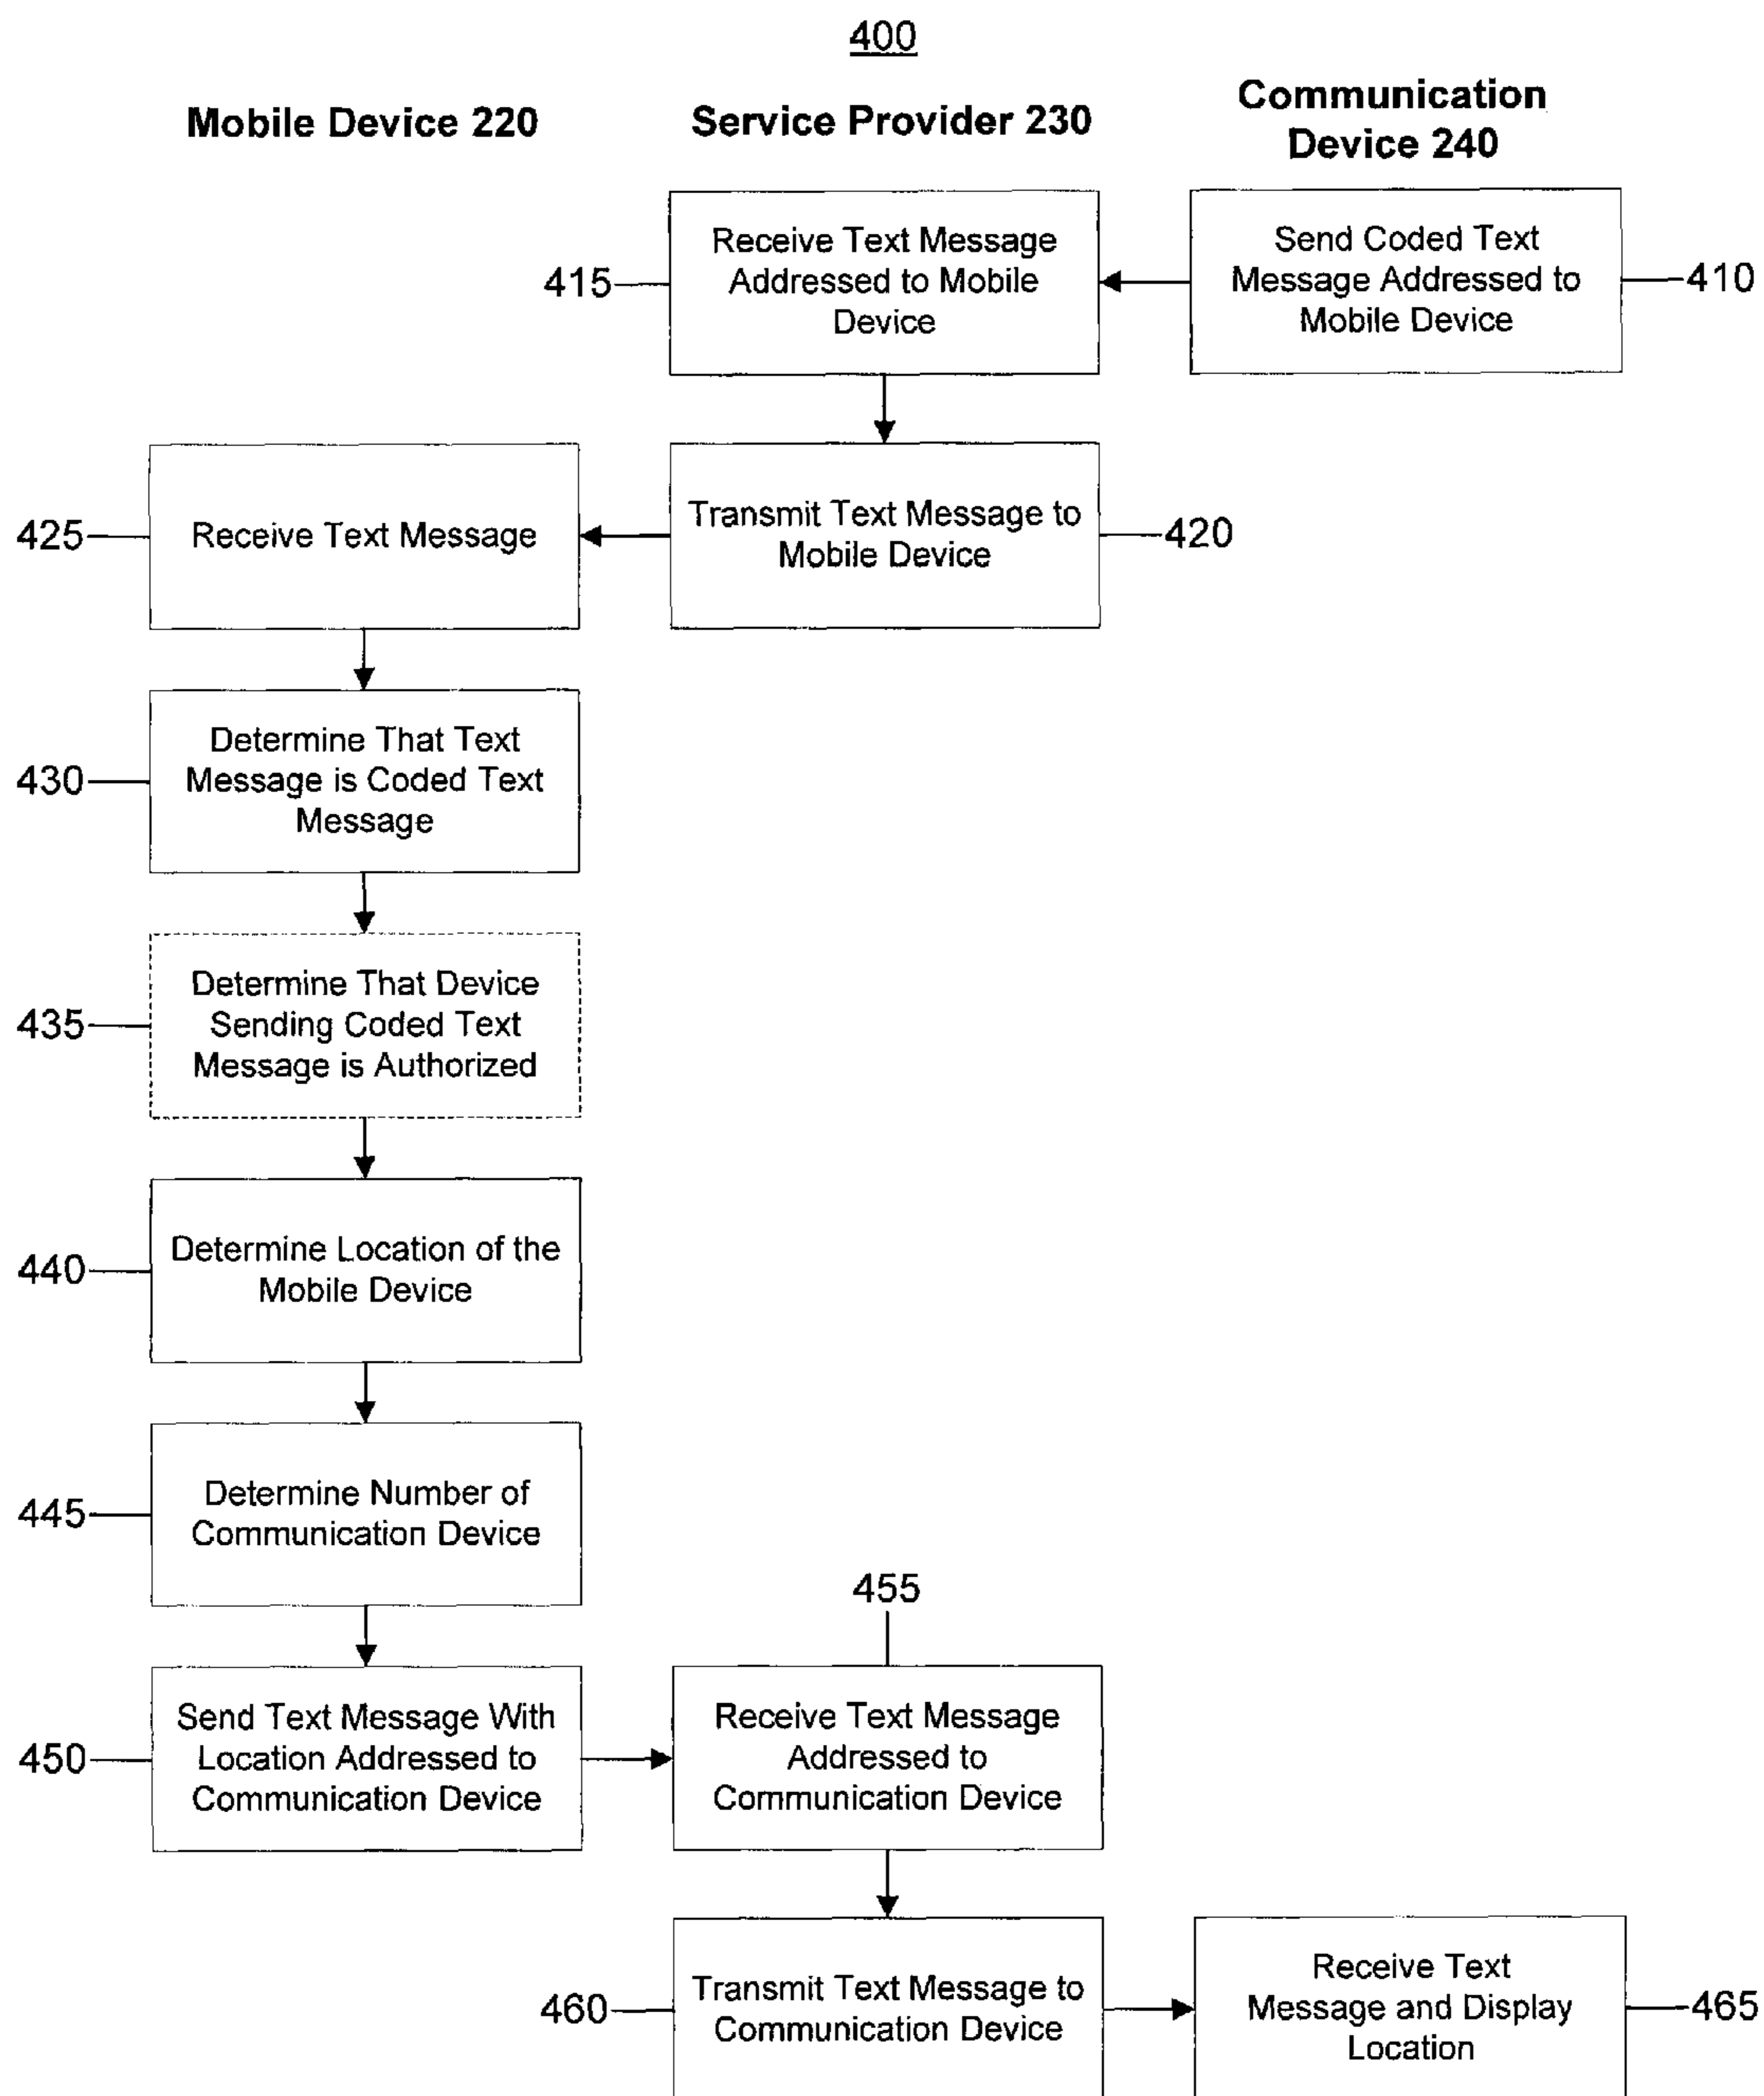 400
Mobile Device 220
Service Provider 230
Communication
Device 240
Receive Text Message
Addressed to Mobile
Device
415
Send Coded Text
Message Addressed to
Mobile Device
410
425
Receive Text Message
Transmit Text Message to
Mobile Device
420
430
Determine That Text
Message is Coded Text
Message
435
Determine That Device
Sending Coded Text
Message is Authorized
440
Determine Location of the
Mobile Device
445
Determine Number of
Communication Device
455
450
Send Text Message With
Location Addressed to
Communication Device
Receive Text Message
Addressed to
Communication Device
460
Transmit Text Message to
Communication Device
Receive Text
Message and Display
Location
465